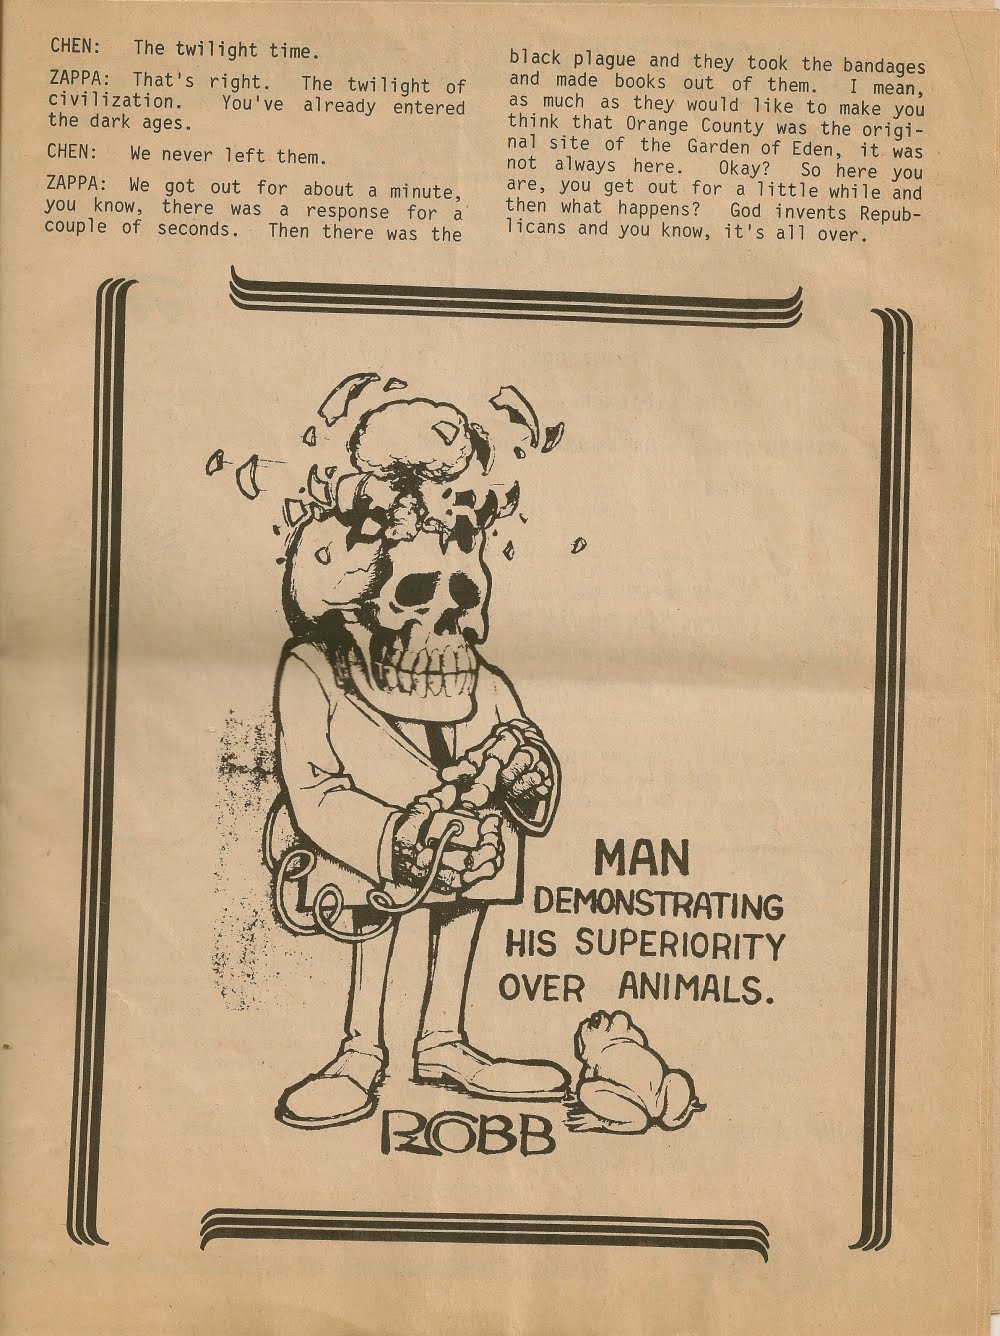 CHEN: The twilight time.
ZAPPA: That's right. The twilight of
civilization. You've already entered
the dark ages.
CHEN: We never left them.
ZAPPA: We got out for about a minute,
you know, there was a response for a
couple of seconds. Then there was the
black plague and they took the bandages
and made books out of them. I mean,
as much as they would like to make you
think that Orange County was the origi-
nal site of the Garden of Eden, it was
not always here. Okay? So here you
are, you get out for a little while and
then what happens? God invents Repub-
licans and you know, it's all over.
MAN
DEMONSTRATING
HIS SUPERIORITY
OVER ANIMALS.
ROBB